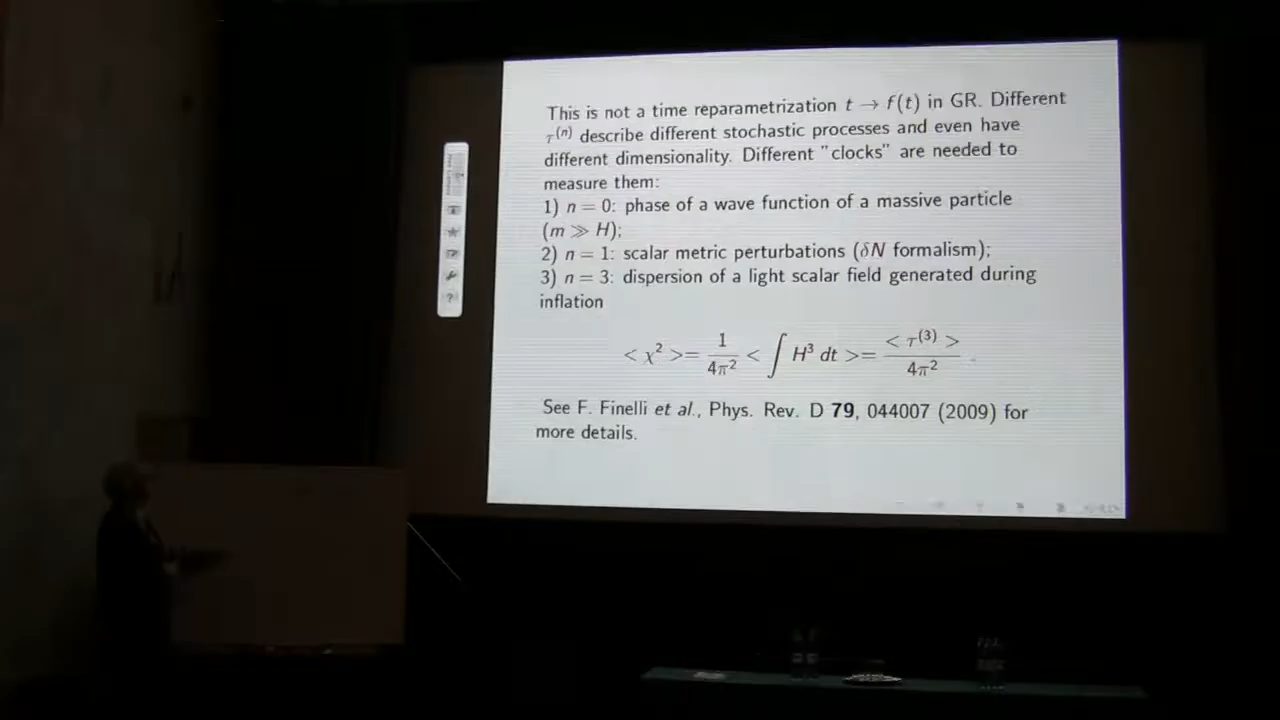 This is not a time reparametrization t → f(t) in GR. Different
τ⁽ⁿ⁾ describe different stochastic processes and even have
different dimensionality. Different "clocks" are needed to
measure them:
1) n = 0: phase of a wave function of a massive particle
(m ≫ H);
2) n = 1: scalar metric perturbations (δN formalism);
3) n = 3: dispersion of a light scalar field generated during
inflation
< χ² >= 1/4π² < ∫ H³ dt >= < τ⁽³⁾ >/4π²
See F. Finelli et al., Phys. Rev. D 79, 044007 (2009) for
more details.